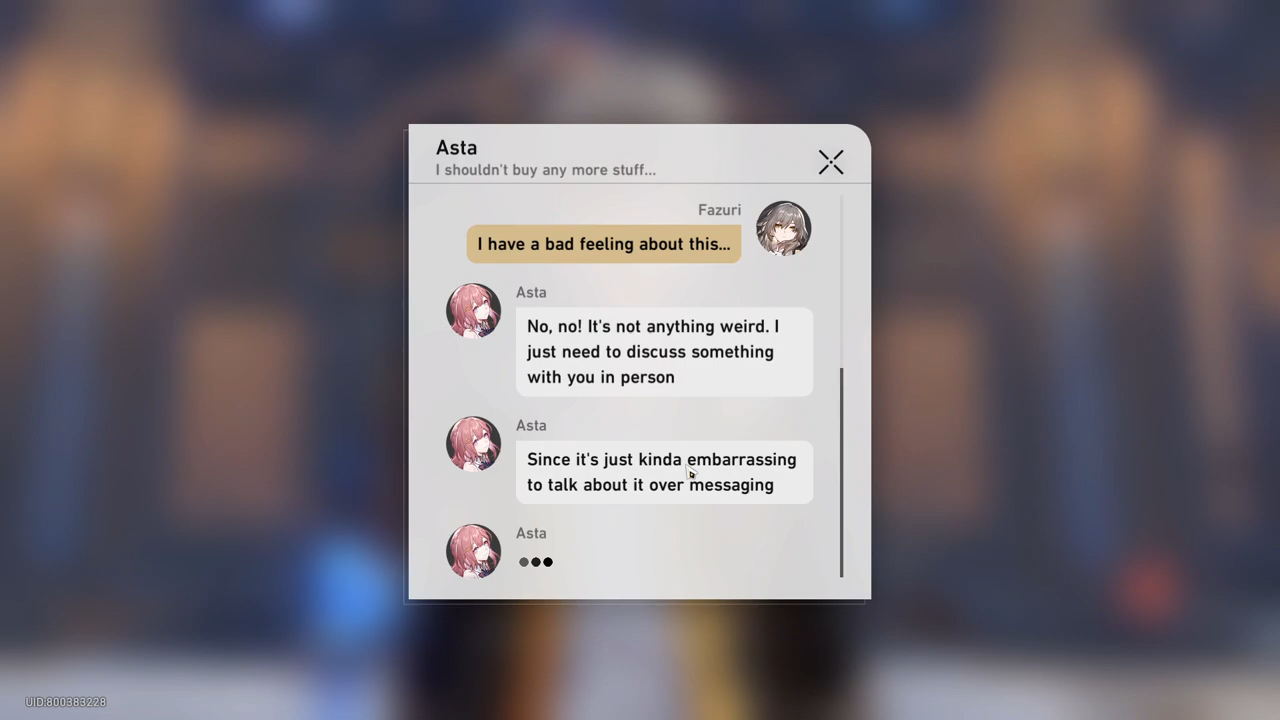 Asta
I shouldn't buy any more stuff...
Fazuri
I have a bad feeling about this...
Asta
No, no! It's not anything weird. I
just need to discuss something
with you in person
Asta
Since it's just kinda embarrassing
to talk about it over messaging
Asta
UID:800383228